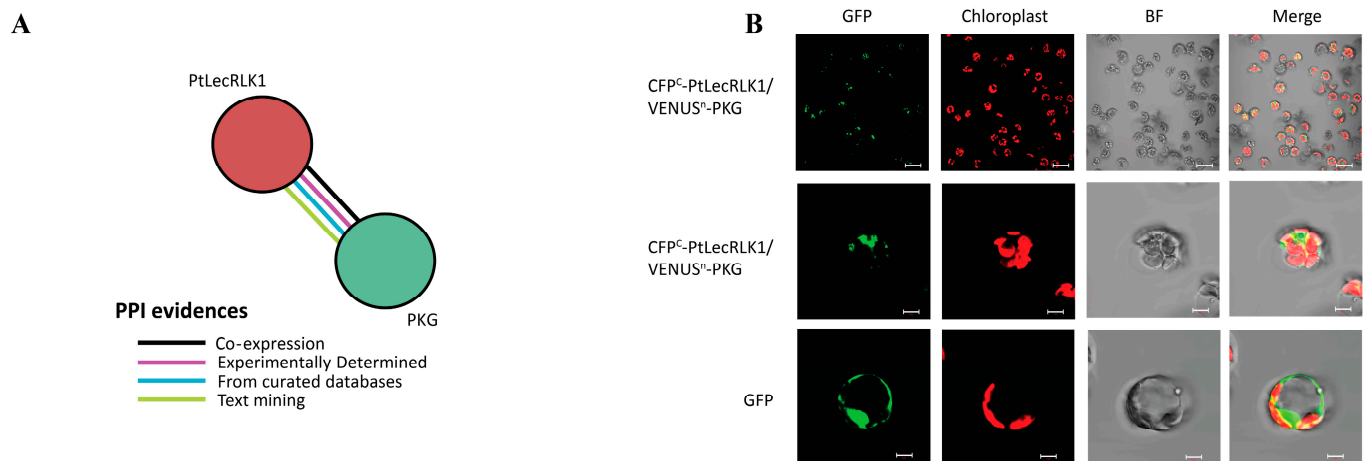 A
PtLecRLK1
PKG
PPI evidences
Co-expression
Experimentally Determined
From curated databases
Text mining
B
GFP
Chloroplast
BF
Merge
CFPᶜ-PtLecRLK1/
VENUSⁿ-PKG
CFPᶜ-PtLecRLK1/
VENUSⁿ-PKG
GFP